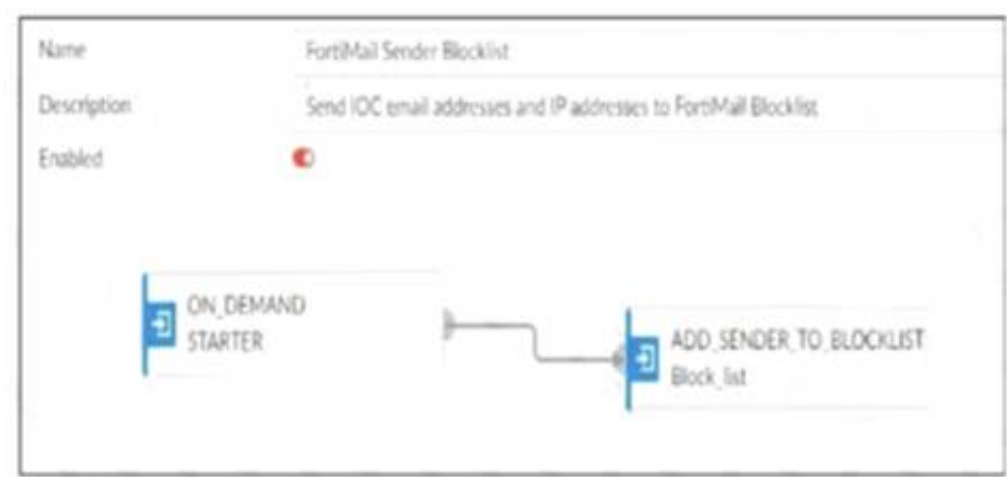 Name
FortiMail Sender Blocklist
Description
Send IOC email addresses and IP addresses to FortiMail Blocklist
Enabled
ON_DEMAND
STARTER
ADD_SENDER_TO_BLOCKLIST
Block_list